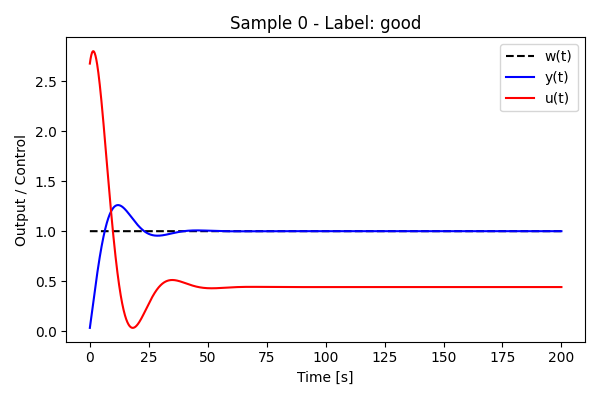 Sample 0 - Label: good
w(t)
y(t)
u(t)
Output / Control
2.5
2.0
1.5
1.0
0.5
0.0
0 25 50 75 100 125 150 175 200
Time [s]